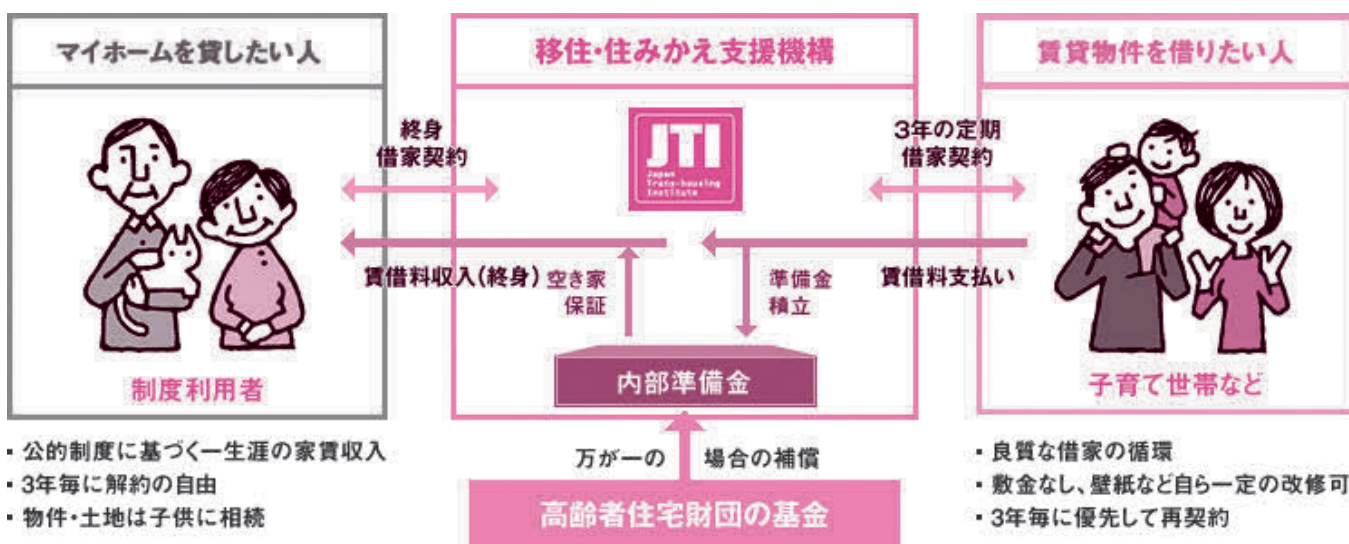 マイホームを貸したい人
移住・住みかえ支援機構
賃貸物件を借りたい人
終身
借家契約
JTI
Japan
Trans-housing
Institute
3年の定期
借家契約
賃借料収入(終身)
空き家
保証
準備金
積立
賃借料支払い
内部準備金
制度利用者
子育て世帯など
・公的制度に基づく一生涯の家賃収入
・3年毎に解約の自由
・物件・土地は子供に相続
万が一の 場合の補償
高齢者住宅財団の基金
・良質な借家の循環
・敷金なし、壁紙など自ら一定の改修可
・3年毎に優先して再契約